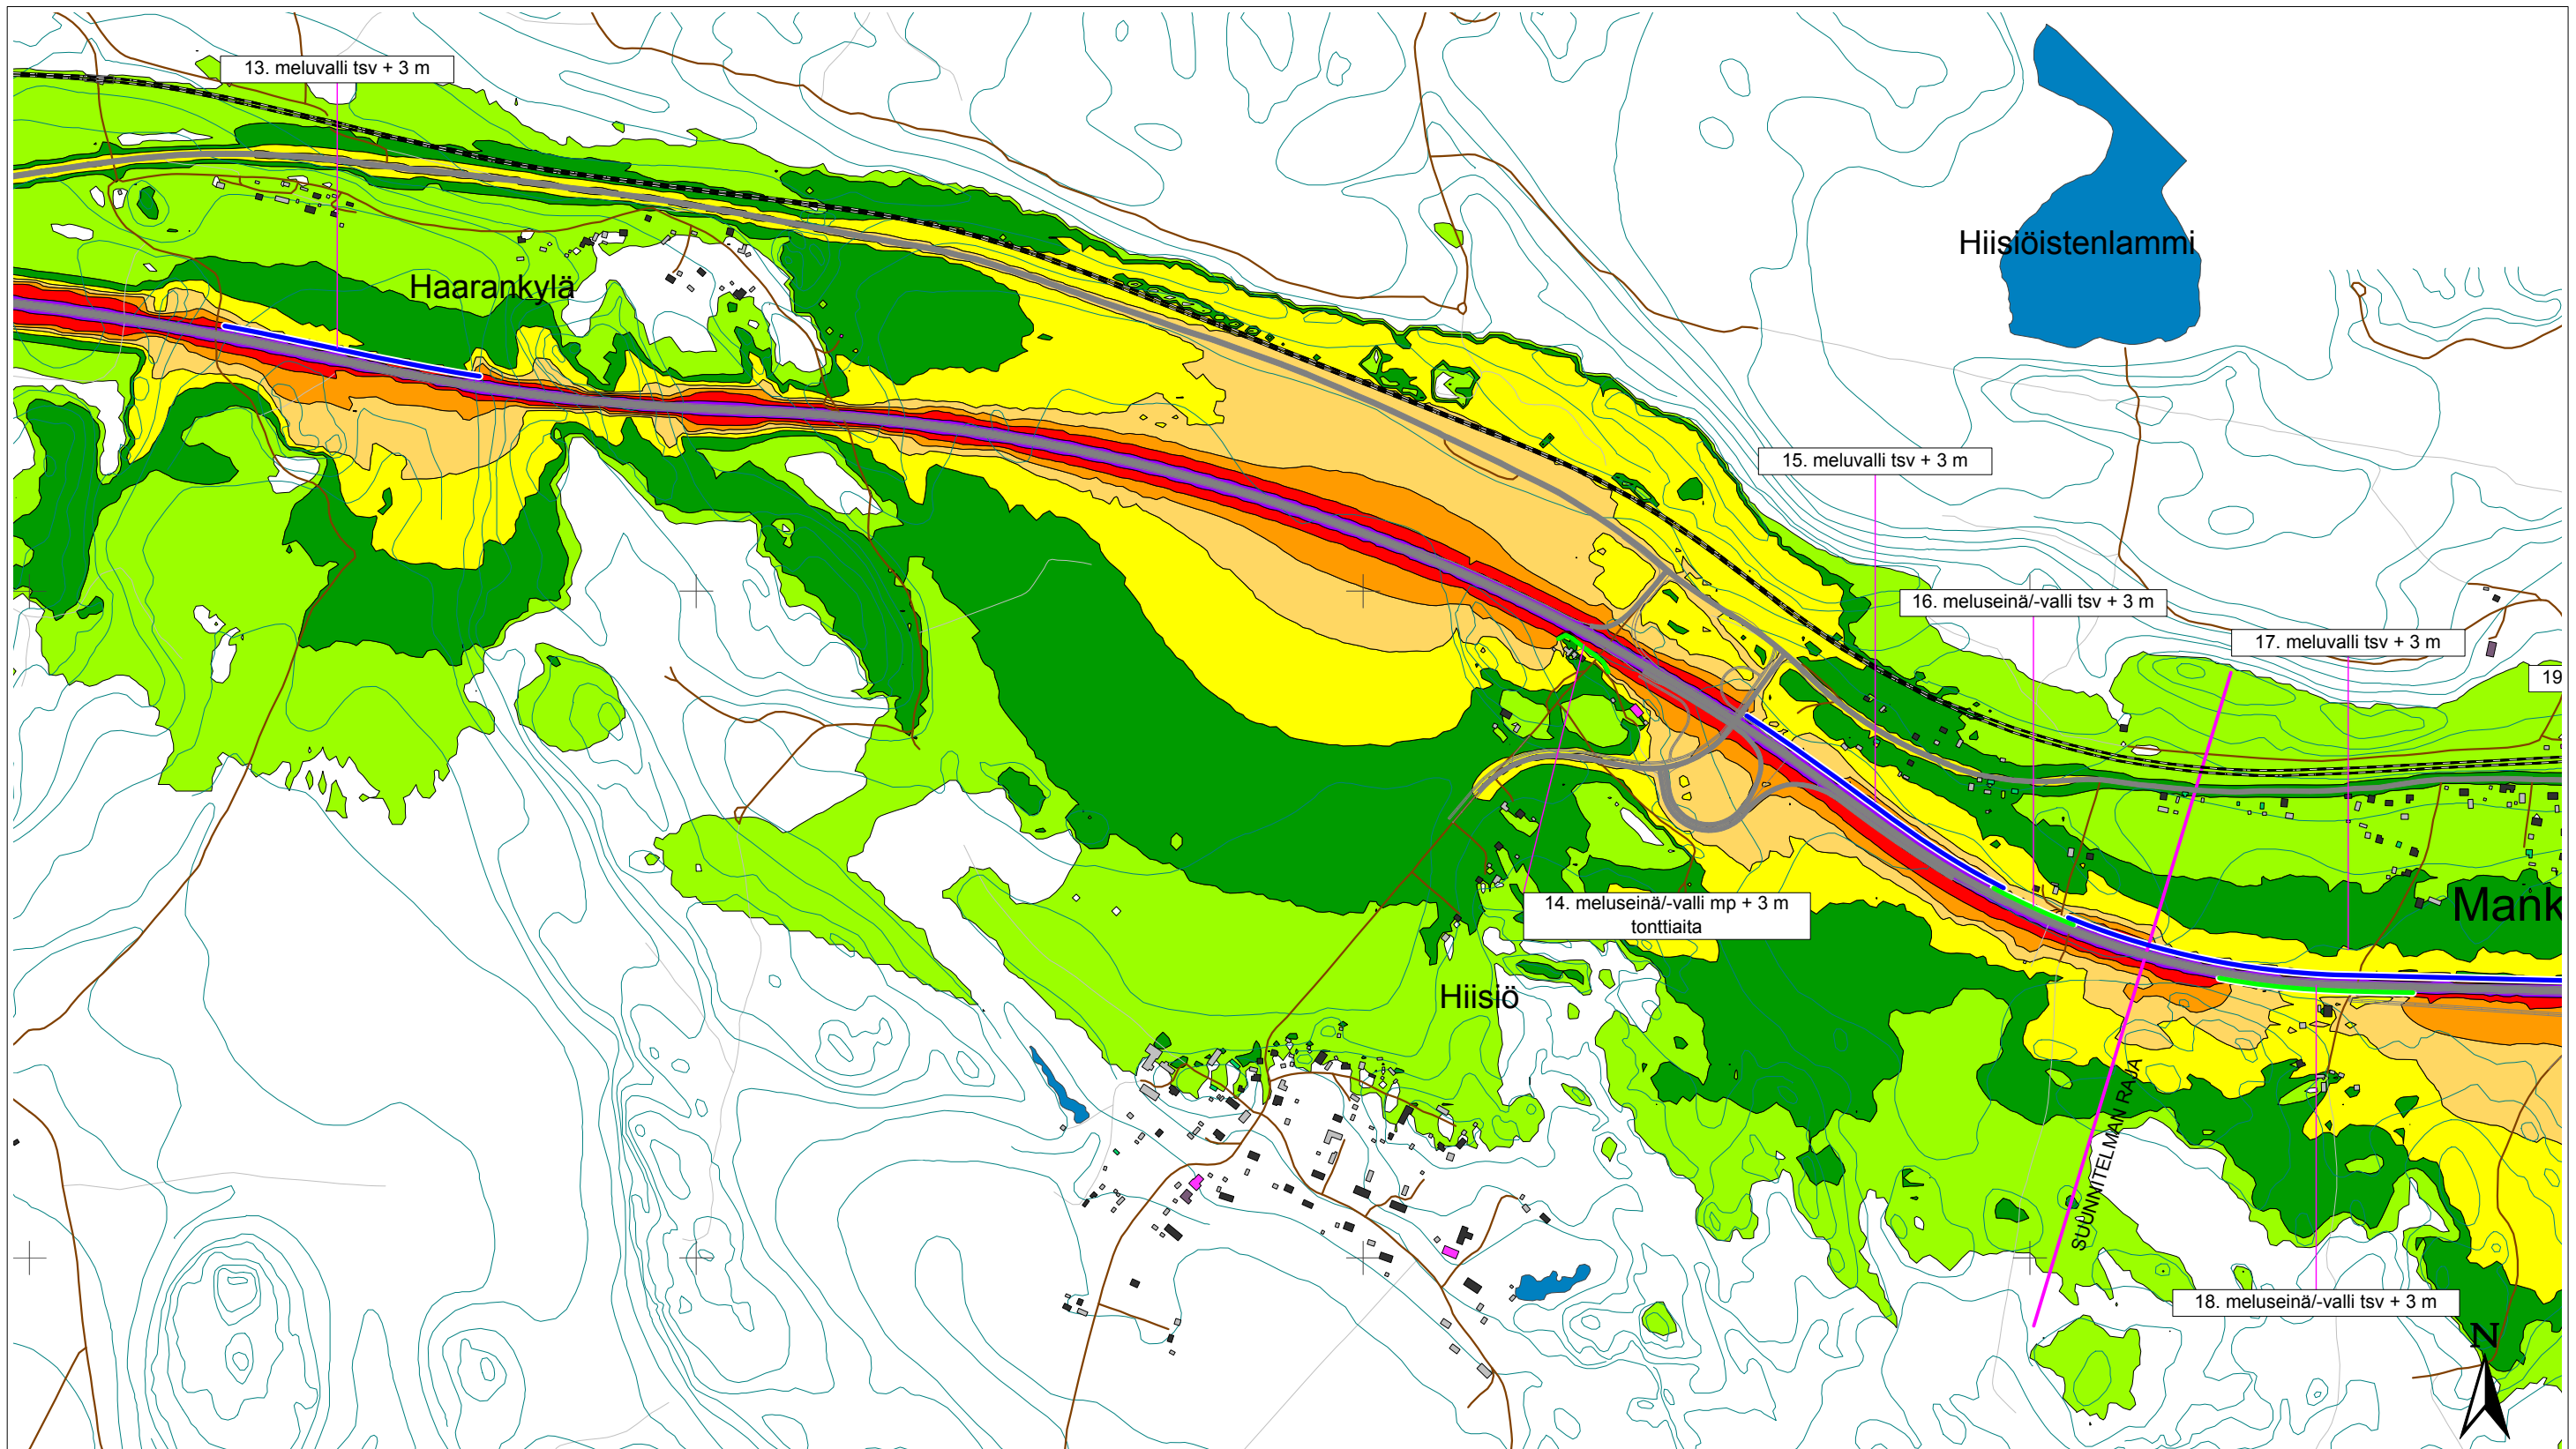 13. meluvalli tsv + 3 m
Hiisiöistenlammi
Haarankylä
15. meluvalli tsv + 3 m
16. meluseinä/-valli tsv + 3 m
17. meluvalli tsv + 3 m
19
14. meluseinä/-valli mp + 3 m
tonttiaita
Mank
Hiisiö
SUUNNITELMAN RAJA
18. meluseinä/-valli tsv + 3 m
N